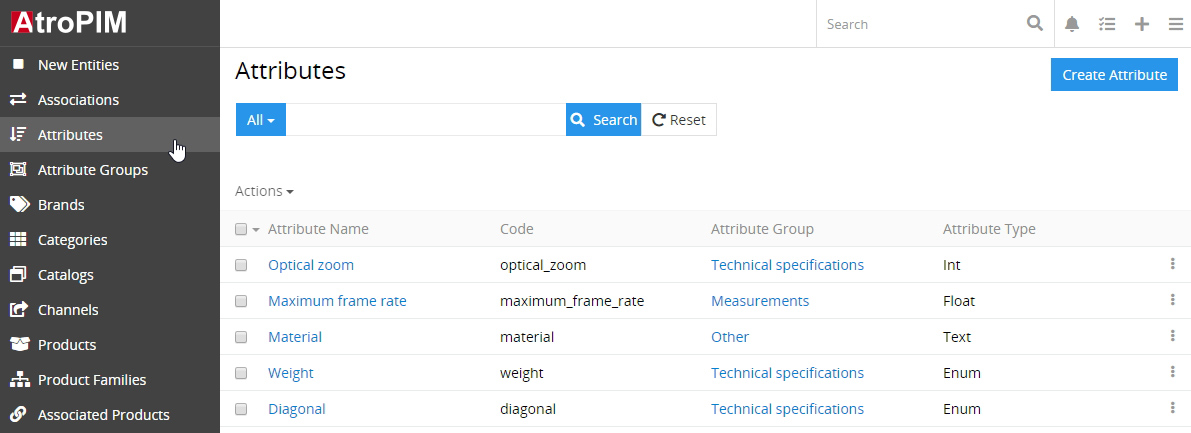 AtroPIM
Search
New Entities
Associations
Attributes
Attribute Groups
Brands
Categories
Catalogs
Channels
Products
Product Families
Associated Products
Attributes
Create Attribute
All Search Reset
Actions
Attribute Name Code Attribute Group Attribute Type
Optical zoom optical_zoom Technical specifications Int
Maximum frame rate maximum_frame_rate Measurements Float
Material material Other Text
Weight weight Technical specifications Enum
Diagonal diagonal Technical specifications Enum